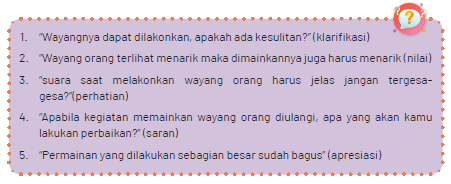 ?
1. "Wayangnya dapat dilakonkan, apakah ada kesulitan?" (klarifikasi)
2. "Wayang orang terlihat menarik maka dimainkannya juga harus menarik (nilai)
3. "suara saat melakonkan wayang orang harus jelas jangan tergesa-
gesa?"(perhatian)
4. "Apabila kegiatan memainkan wayang orang diulangi, apa yang akan kamu
lakukan perbaikan?" (saran)
5. "Permainan yang dilakukan sebagian besar sudah bagus" (apresiasi)